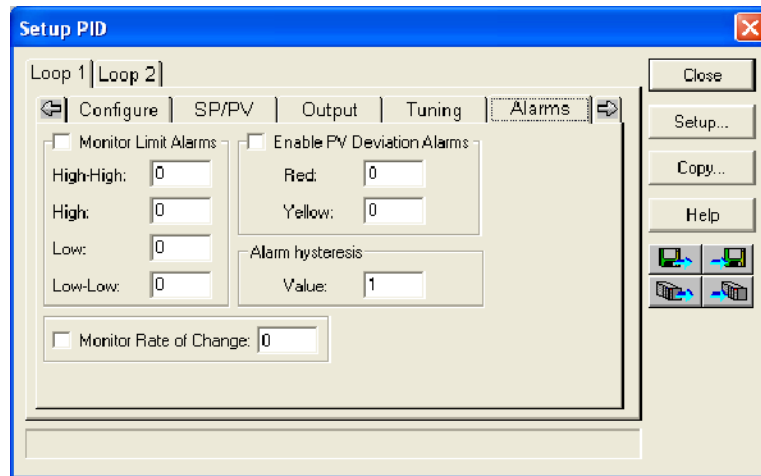 Setup PID
Loop 1 Loop 2
Configure SP/PV Output Tuning Alarms
Monitor Limit Alarms
High-High: 0
High: 0
Low: 0
Low-Low: 0
Enable PV Deviation Alarms
Red: 0
Yellow: 0
Alarm hysteresis
Value: 1
Monitor Rate of Change: 0
Close
Setup...
Copy...
Help